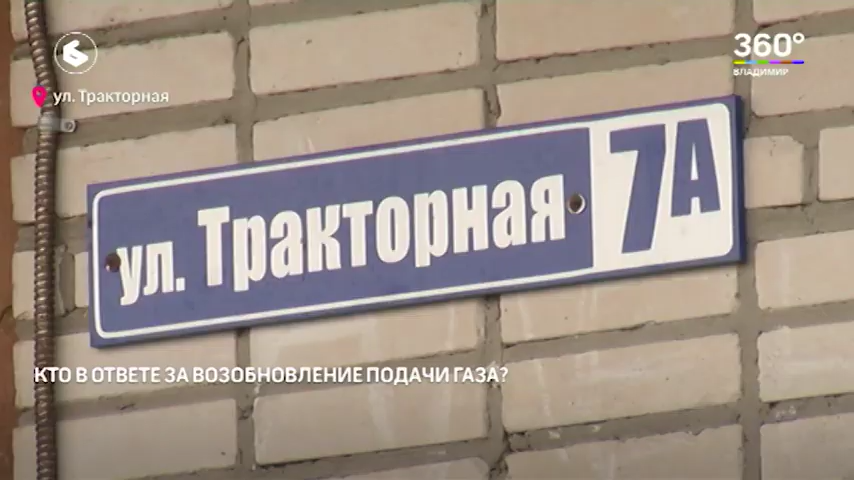 360°
ВЛАДИМИР
ул. Тракторная
ул. Тракторная 7А
КТО В ОТВЕТЕ ЗА ВОЗОБНОВЛЕНИЕ ПОДАЧИ ГАЗА?